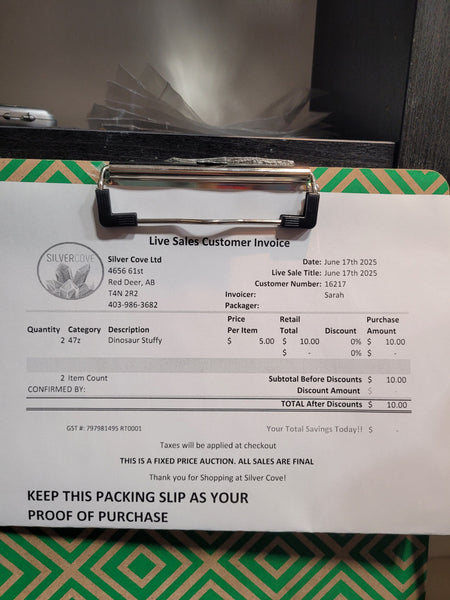 Live Sales Customer Invoice
SILVERCOVE
Silver Cove Ltd
4656 61st
Red Deer, AB
T4N 2R2
403-986-3682
Date: June 17th 2025
Live Sale Title: June 17th 2025
Customer Number: 16217
Invoicer: Sarah
Packager:
Quantity Category Description Price Per Item Retail Total Discount Purchase Amount
2 47z Dinosaur Stuffy $ 5.00 $ 10.00 0% $ 10.00
$ - 0% $ -
2 Item Count Subtotal Before Discounts $ 10.00
CONFIRMED BY: Discount Amount $ -
TOTAL After Discounts $ 10.00
GST #: 797981495 RT0001 Your Total Savings Today!! $ -
Taxes will be applied at checkout
THIS IS A FIXED PRICE AUCTION. ALL SALES ARE FINAL
Thank you for Shopping at Silver Cove!
KEEP THIS PACKING SLIP AS YOUR
PROOF OF PURCHASE